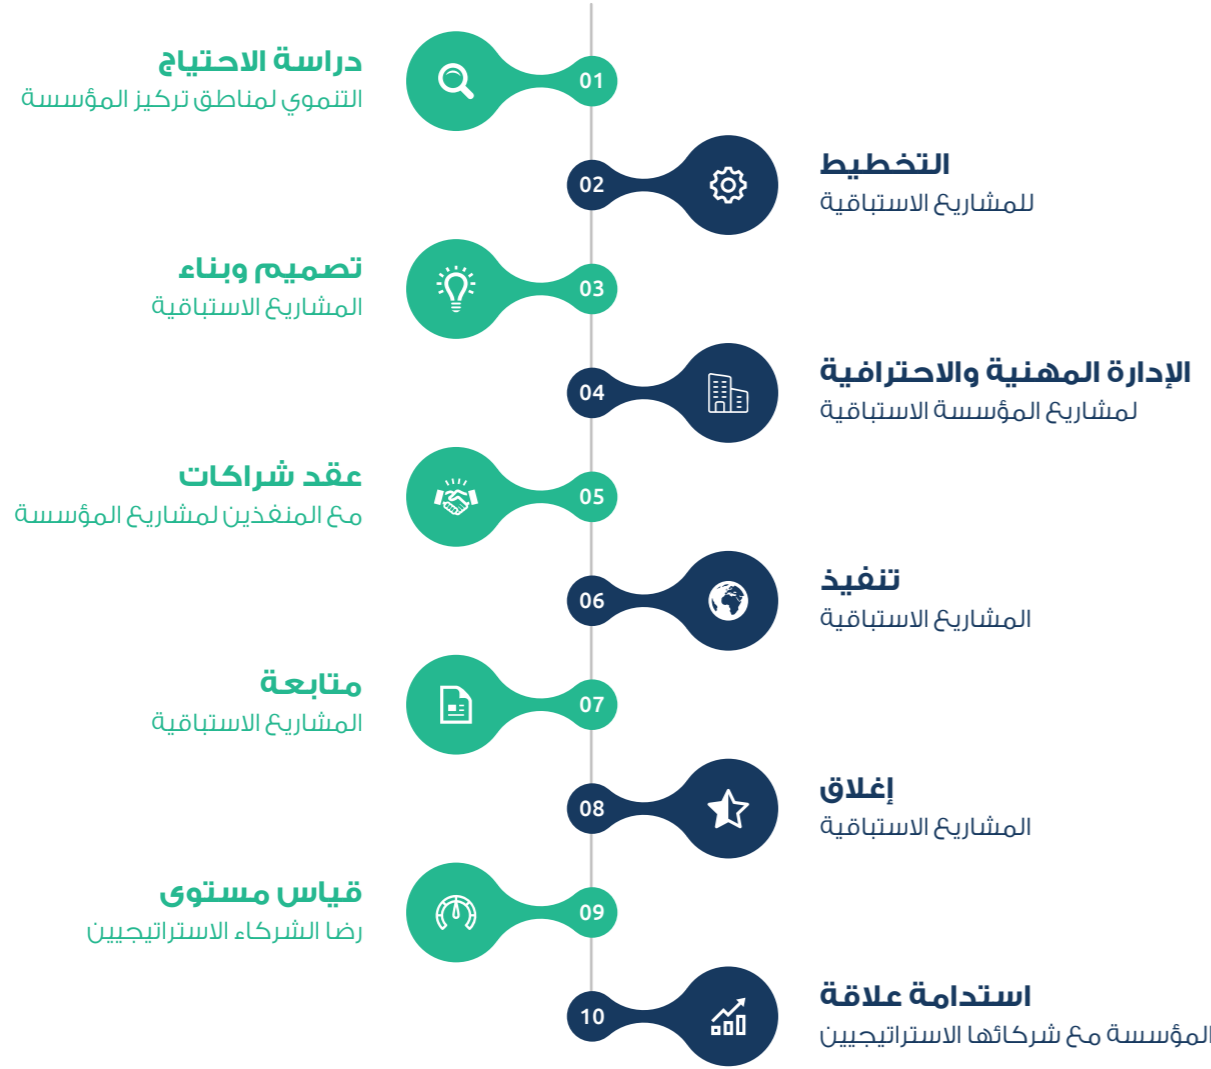 01
دراسة الاحتياج
التنموي لمناطق تركيز المؤسسة
02
التخطيط
للمشاريع الاستباقية
03
تصميم وبناء
المشاريع الاستباقية
04
الإدارة المهنية والاحترافية
لمشاريع المؤسسة الاستباقية
05
عقد شراكات
مع المنفذين لمشاريع المؤسسة
06
تنفيذ
المشاريع الاستباقية
07
متابعة
المشاريع الاستباقية
08
إغلاق
المشاريع الاستباقية
09
قياس مستوى
رضا الشركاء الاستراتيجيين
10
استدامة علاقة
المؤسسة مع شركائها الاستراتيجيين